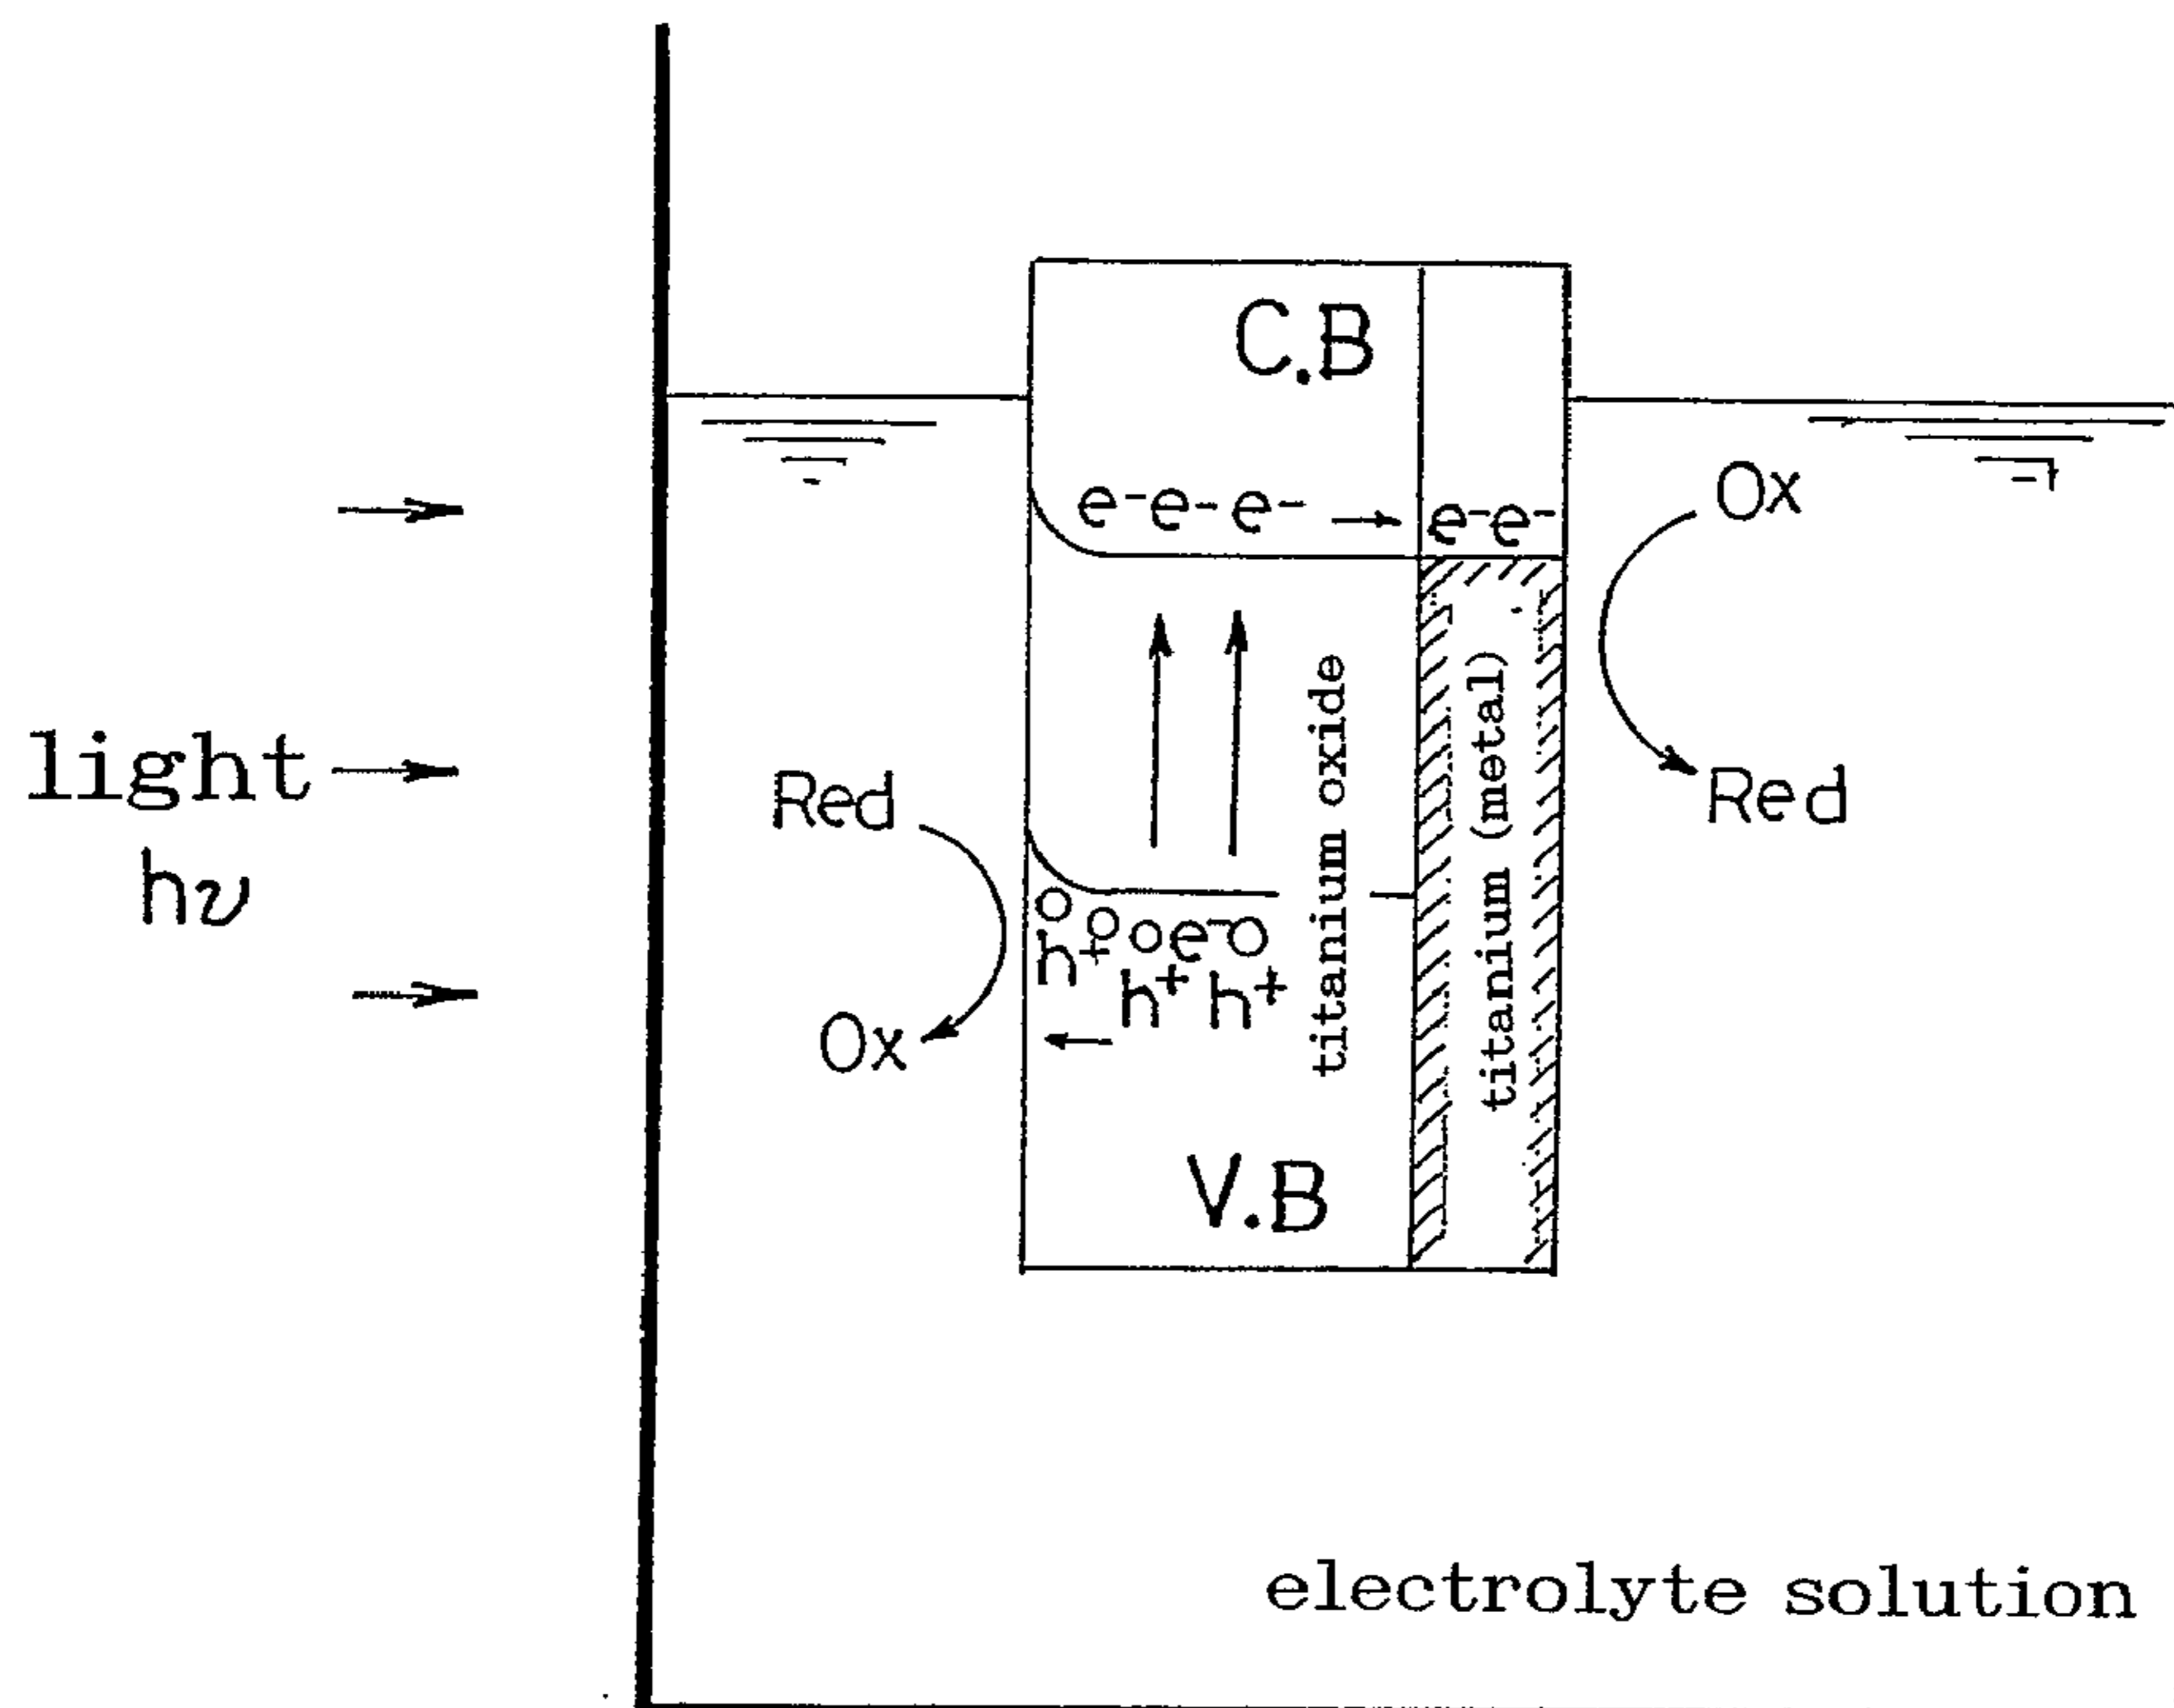 C.B
e⁻e⁻e⁻
e⁻e⁻
Ox
light
hν
Red
Red
titanium oxide
titanium (metal)
e⁻
h⁺
h⁺ h⁺
Ox
V.B
electrolyte solution